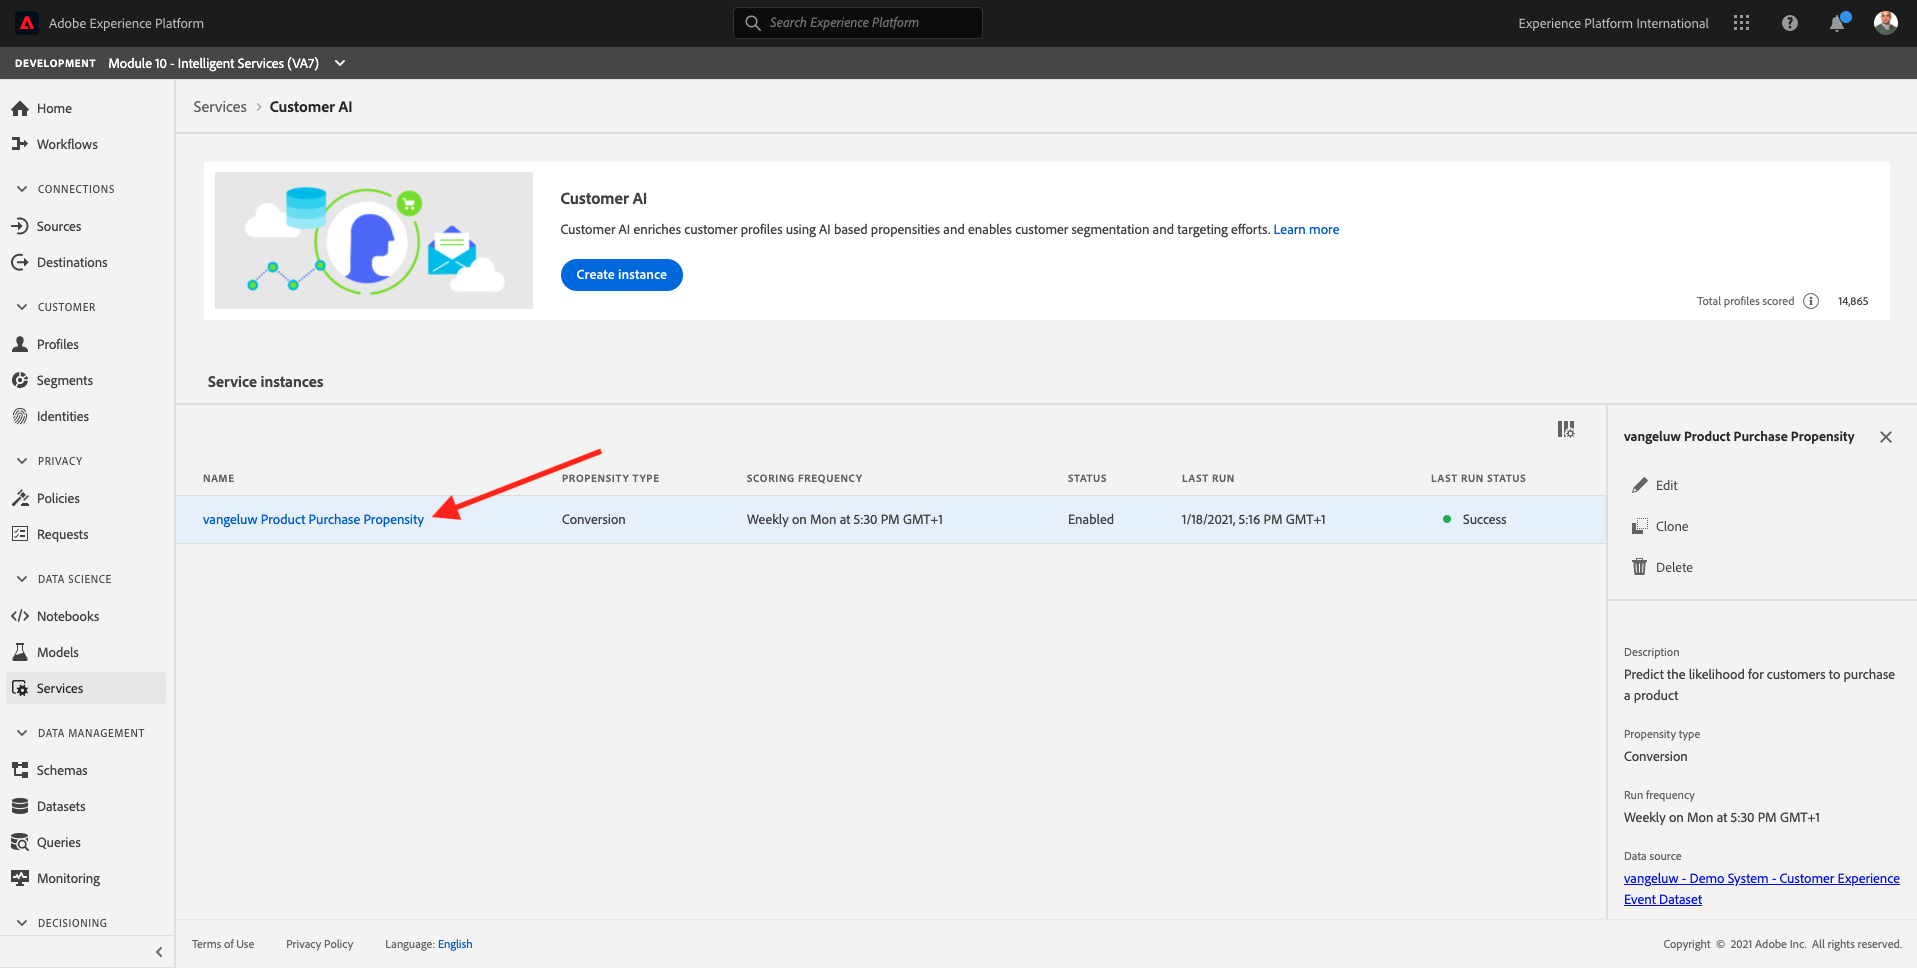 Adobe Experience Platform
Search Experience Platform
Experience Platform International
DEVELOPMENT Module 10 - Intelligent Services (VA7)
Home
Workflows
CONNECTIONS
Sources
Destinations
CUSTOMER
Profiles
Segments
Identities
PRIVACY
Policies
Requests
DATA SCIENCE
Notebooks
Models
Services
DATA MANAGEMENT
Schemas
Datasets
Queries
Monitoring
DECISIONING
Services > Customer AI
Customer AI
Customer AI enriches customer profiles using AI based propensities and enables customer segmentation and targeting efforts. Learn more
Create instance
Total profiles scored 14,865
Service instances
NAME PROPENSITY TYPE SCORING FREQUENCY STATUS LAST RUN LAST RUN STATUS
vangeluw Product Purchase Propensity Conversion Weekly on Mon at 5:30 PM GMT+1 Enabled 1/18/2021, 5:16 PM GMT+1 Success
vangeluw Product Purchase Propensity
Edit
Clone
Delete
Description
Predict the likelihood for customers to purchase
a product
Propensity type
Conversion
Run frequency
Weekly on Mon at 5:30 PM GMT+1
Data source
vangeluw - Demo System - Customer Experience
Event Dataset
Terms of Use Privacy Policy Language: English
Copyright © 2021 Adobe Inc. All rights reserved.